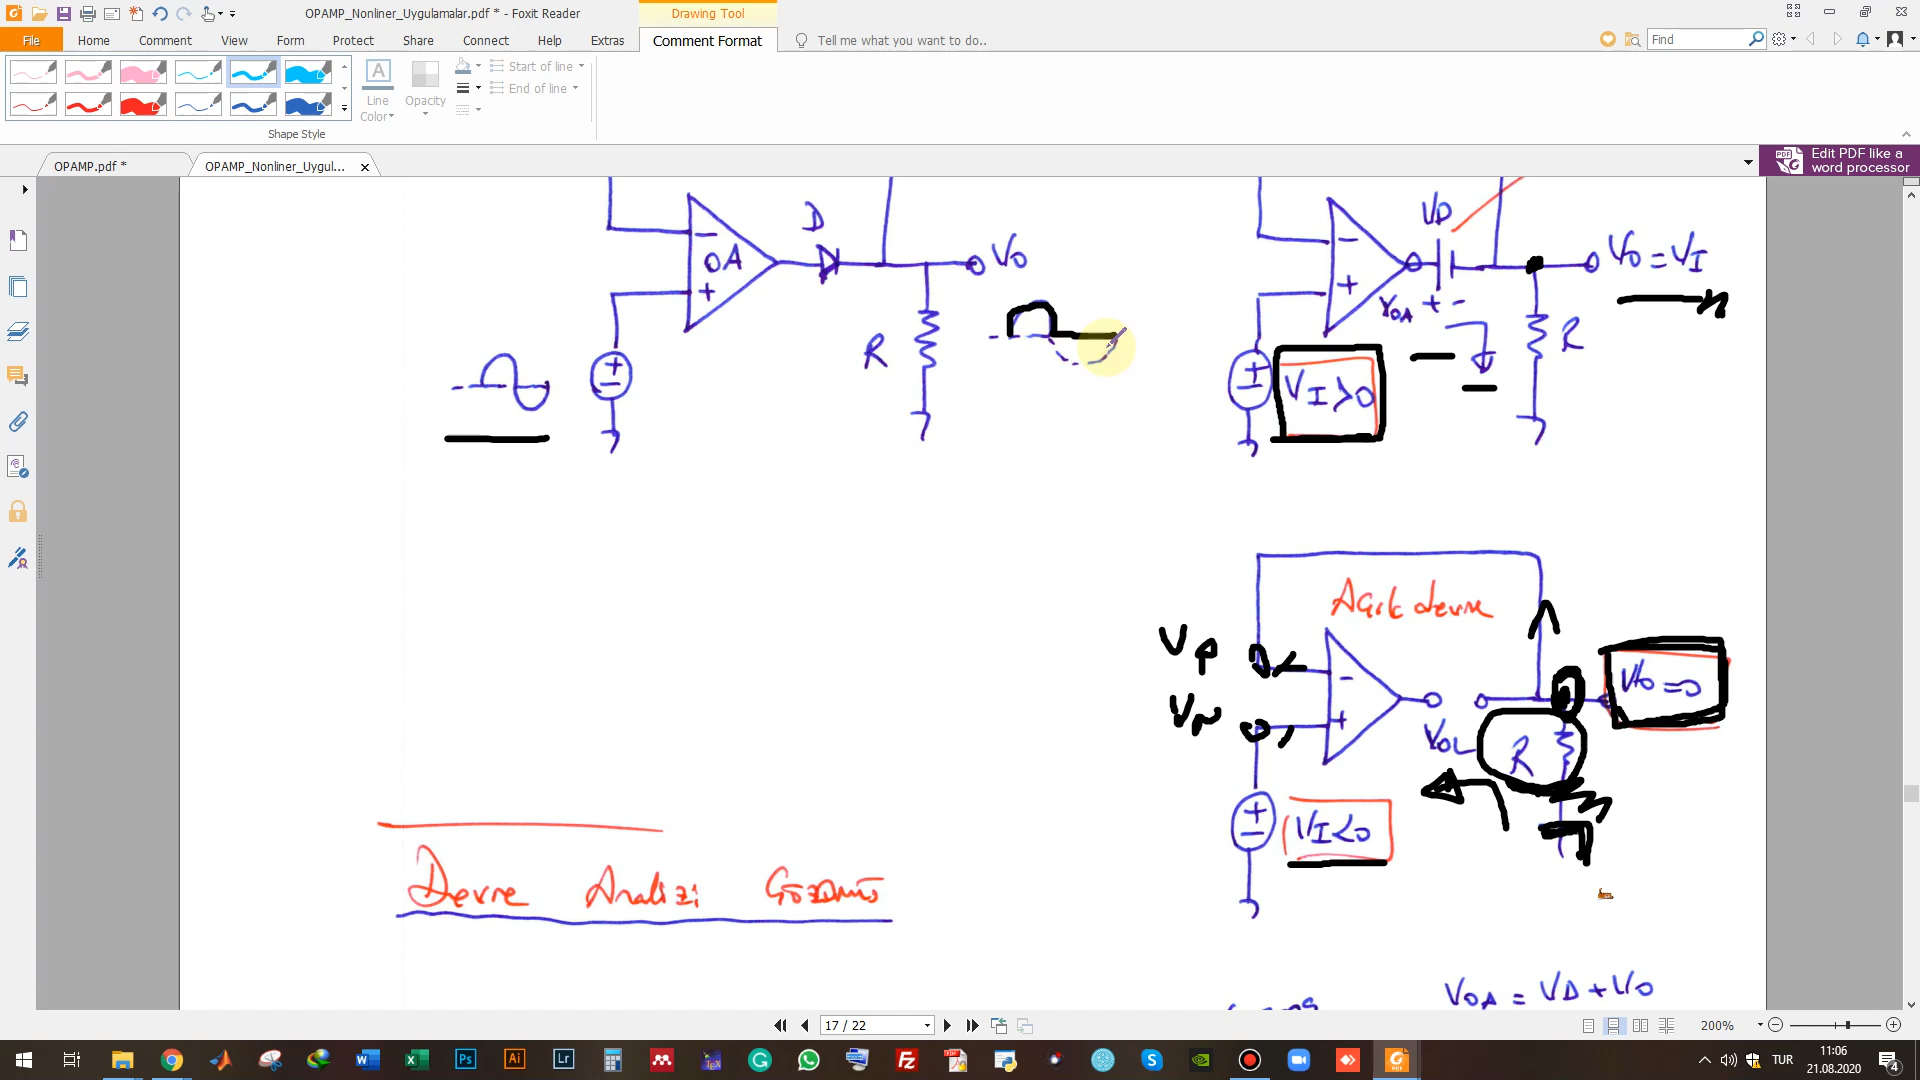 OPAMP_Nonliner_Uygulamalar.pdf * - Foxit Reader
Drawing Tool
File Home Comment View Form Protect Share Connect Help Extras Comment Format Tell me what you want to do.. Find
Line Color
Opacity
Start of line
End of line
Shape Style
OPAMP.pdf * OPAMP_Nonliner_Uygul...
Edit PDF like a word processor
D VD
- OA + VO - + VO = VI
VOA + -
R R
VI > 0
Açık devre
VP
- VO = 0
VN
+ VOL R
VI < 0
Devre Analizi Çözümü
VOA = VD + VO
17 / 22 200%
TUR 11:06
21.08.2020 4